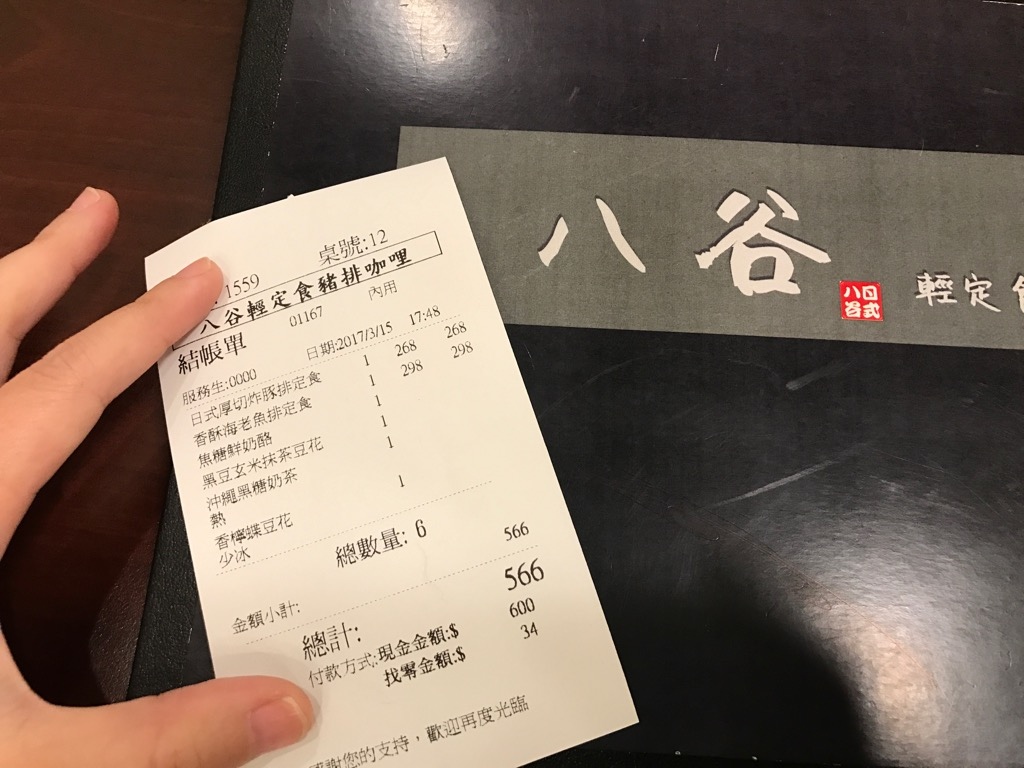 桌號:12
1559
八谷輕定食豬排咖哩
01167 內用
結帳單
日期:2017/3/15 17:48
服務生:0000
日式厚切炸豚排定食 1 268 268
香酥海老魚排定食 1 298 298
焦糖鮮奶酪 1
黑豆玄米抹茶豆花 1
沖繩黑糖奶茶 1
熱
香檸蝶豆花 1
少冰
總數量: 6
金額小計: 566
總計: 566
付款方式:現金金額:$ 600
找零金額:$ 34
謝您的支持，歡迎再度光臨
八谷
日式
八谷
輕定食